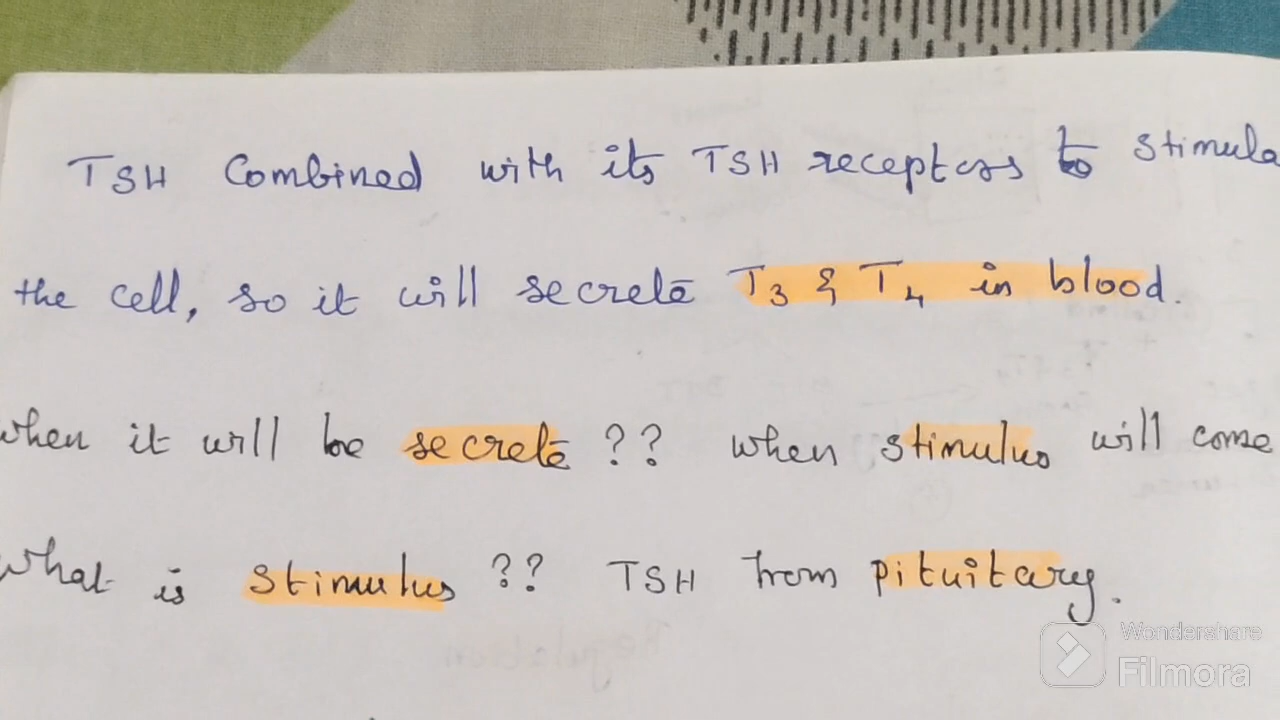 TSH Combined with its TSH receptors to stimula
the cell, so it will secrete T3 & T4 in blood.
when it will be secrete ?? when stimulus will come
what is stimulus ?? TSH from pituitary.
Wondershare
Filmora